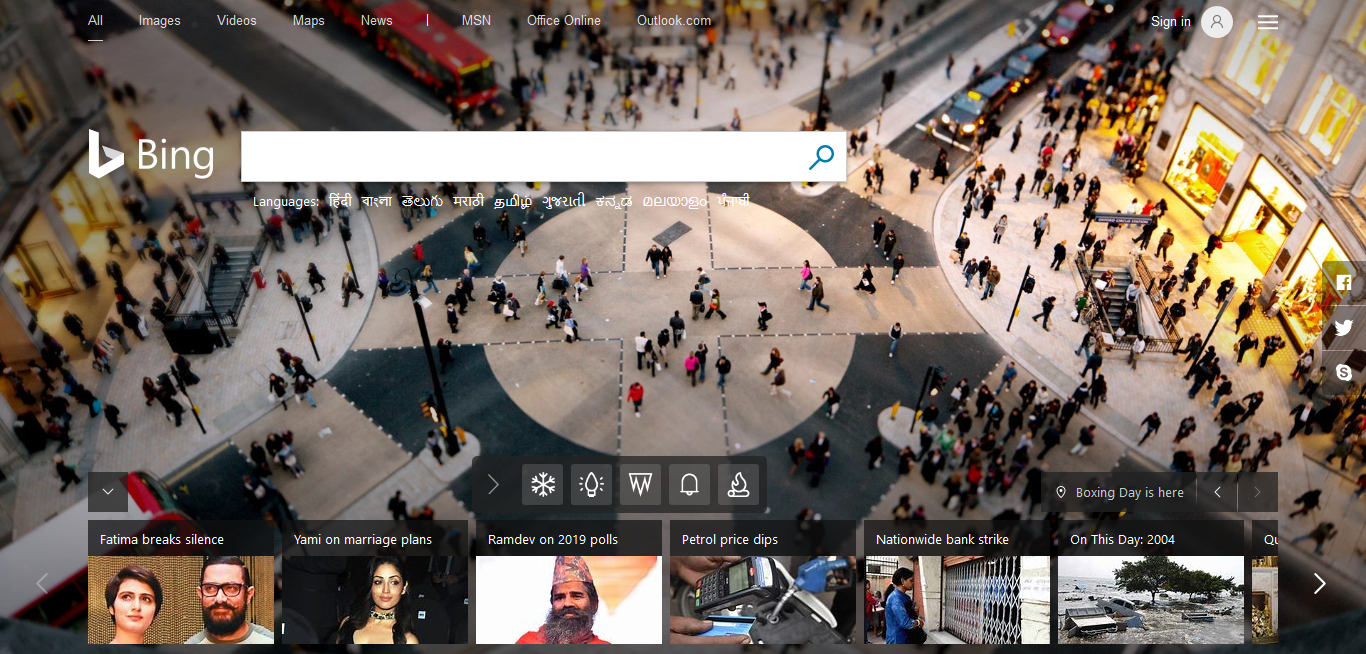 All Images Videos Maps News | MSN Office Online Outlook.com Sign in
Bing
Languages: हिंदी বাংলা తెలుగు मराठी தமிழ் ગુજરાતી ಕನ್ನಡ മലയാളം ਪੰਜਾਬੀ
Boxing Day is here
Fatima breaks silence
Yami on marriage plans
Ramdev on 2019 polls
Petrol price dips
Nationwide bank strike
On This Day: 2004
Qu